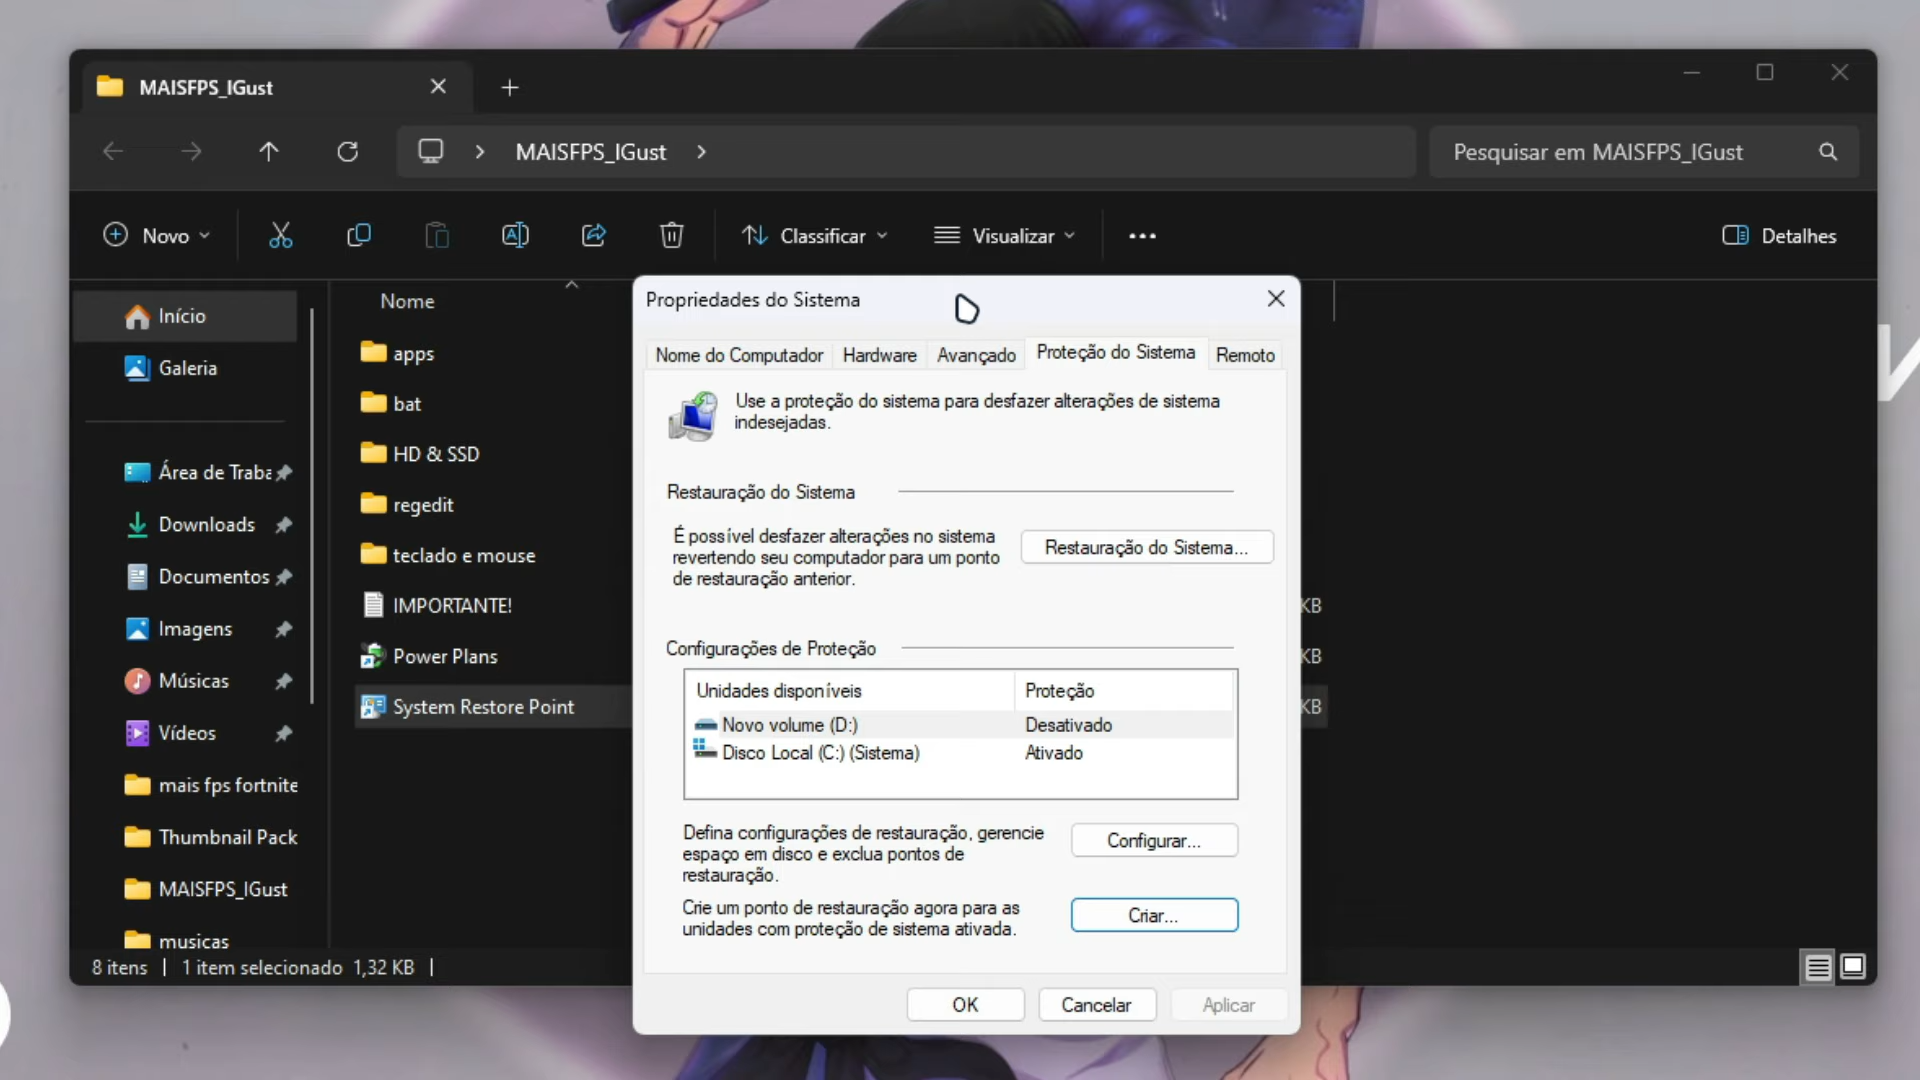 MAISFPS_IGust
MAISFPS_IGust
Pesquisar em MAISFPS_IGust
Novo
Classificar
Visualizar
Detalhes
Início
Galeria
Área de Traba
Downloads
Documentos
Imagens
Músicas
Vídeos
mais fps fortnite
Thumbnail Pack
MAISFPS_IGust
musicas
Nome
apps
bat
HD & SSD
regedit
teclado e mouse
IMPORTANTE!
KB
Power Plans
KB
System Restore Point
KB
8 itens
1 item selecionado 1,32 KB
Propriedades do Sistema
Nome do Computador
Hardware
Avançado
Proteção do Sistema
Remoto
Use a proteção do sistema para desfazer alterações de sistema
indesejadas.
Restauração do Sistema
É possível desfazer alterações no sistema
revertendo seu computador para um ponto
de restauração anterior.
Restauração do Sistema...
Configurações de Proteção
Unidades disponíveis Proteção
Novo volume (D:) Desativado
Disco Local (C:) (Sistema) Ativado
Defina configurações de restauração, gerencie
espaço em disco e exclua pontos de
restauração.
Configurar...
Crie um ponto de restauração agora para as
unidades com proteção de sistema ativada.
Criar...
OK
Cancelar
Aplicar